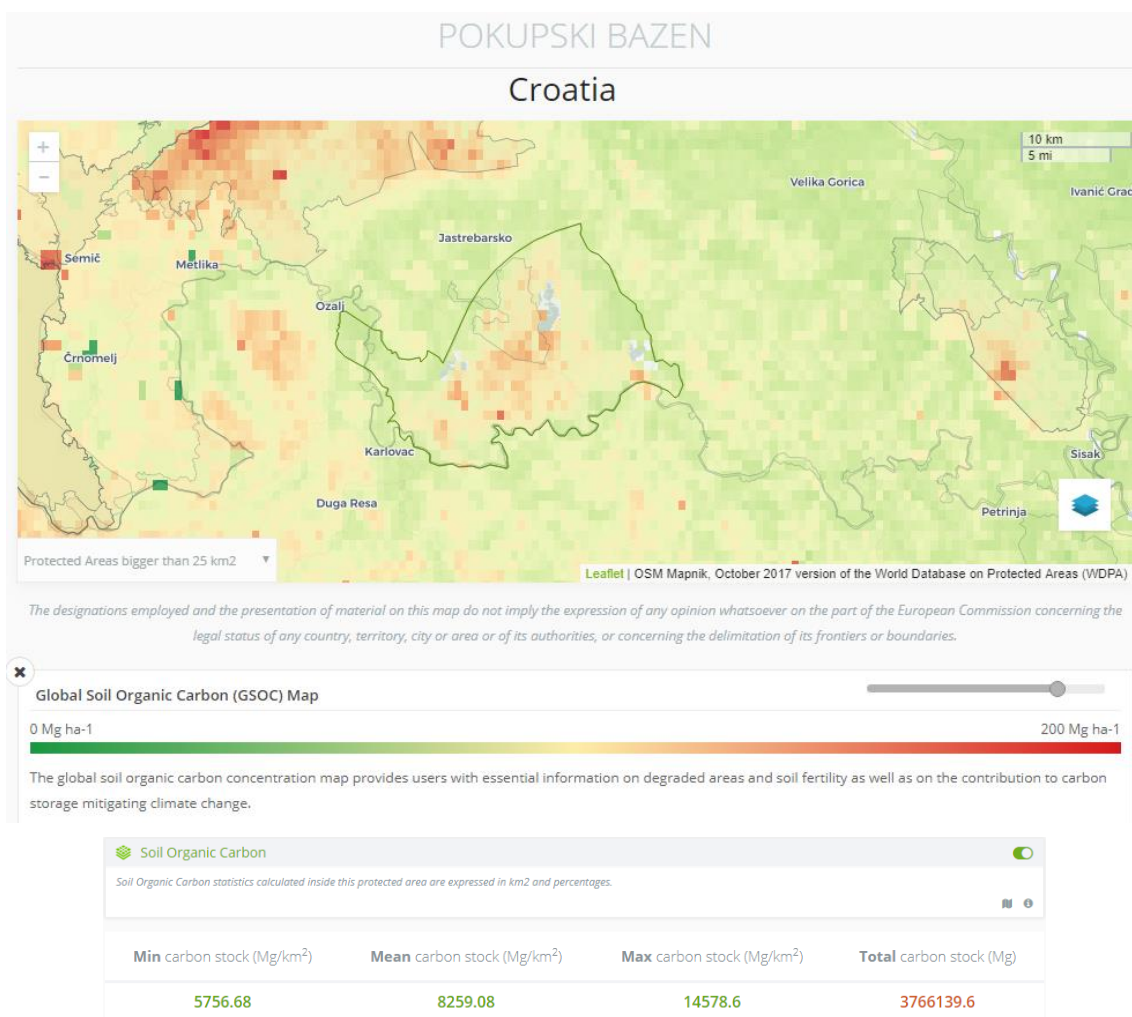 POKUPSKI BAZEN
Croatia
+
−
10 km
5 mi
Velika Gorica
Ivanić Grad
Jastrebarsko
Semič
Metlika
Ozalj
Črnomelj
Karlovac
Sisak
Duga Resa
Petrinja
Protected Areas bigger than 25 km2 ▼
Leaflet | OSM Mapnik, October 2017 version of the World Database on Protected Areas (WDPA)
The designations employed and the presentation of material on this map do not imply the expression of any opinion whatsoever on the part of the European Commission concerning the
legal status of any country, territory, city or area or of its authorities, or concerning the delimitation of its frontiers or boundaries.
Global Soil Organic Carbon (GSOC) Map
0 Mg ha-1 200 Mg ha-1
The global soil organic carbon concentration map provides users with essential information on degraded areas and soil fertility as well as on the contribution to carbon
storage mitigating climate change.
Soil Organic Carbon
Soil Organic Carbon statistics calculated inside this protected area are expressed in km2 and percentages.
Min carbon stock (Mg/km²) Mean carbon stock (Mg/km²) Max carbon stock (Mg/km²) Total carbon stock (Mg)
5756.68 8259.08 14578.6 3766139.6